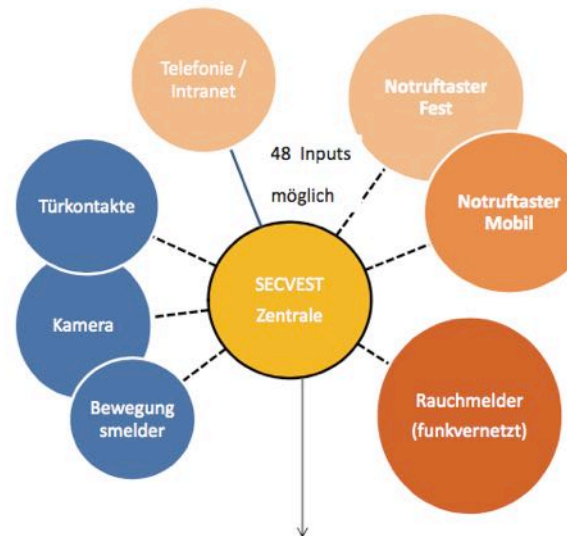 Telefonie /
Intranet
Notruftaster
Fest
48 Inputs
möglich
Türkontakte
Notruftaster
Mobil
SECVEST
Zentrale
Kamera
Rauchmelder
(funkvernetzt)
Bewegung
smelder